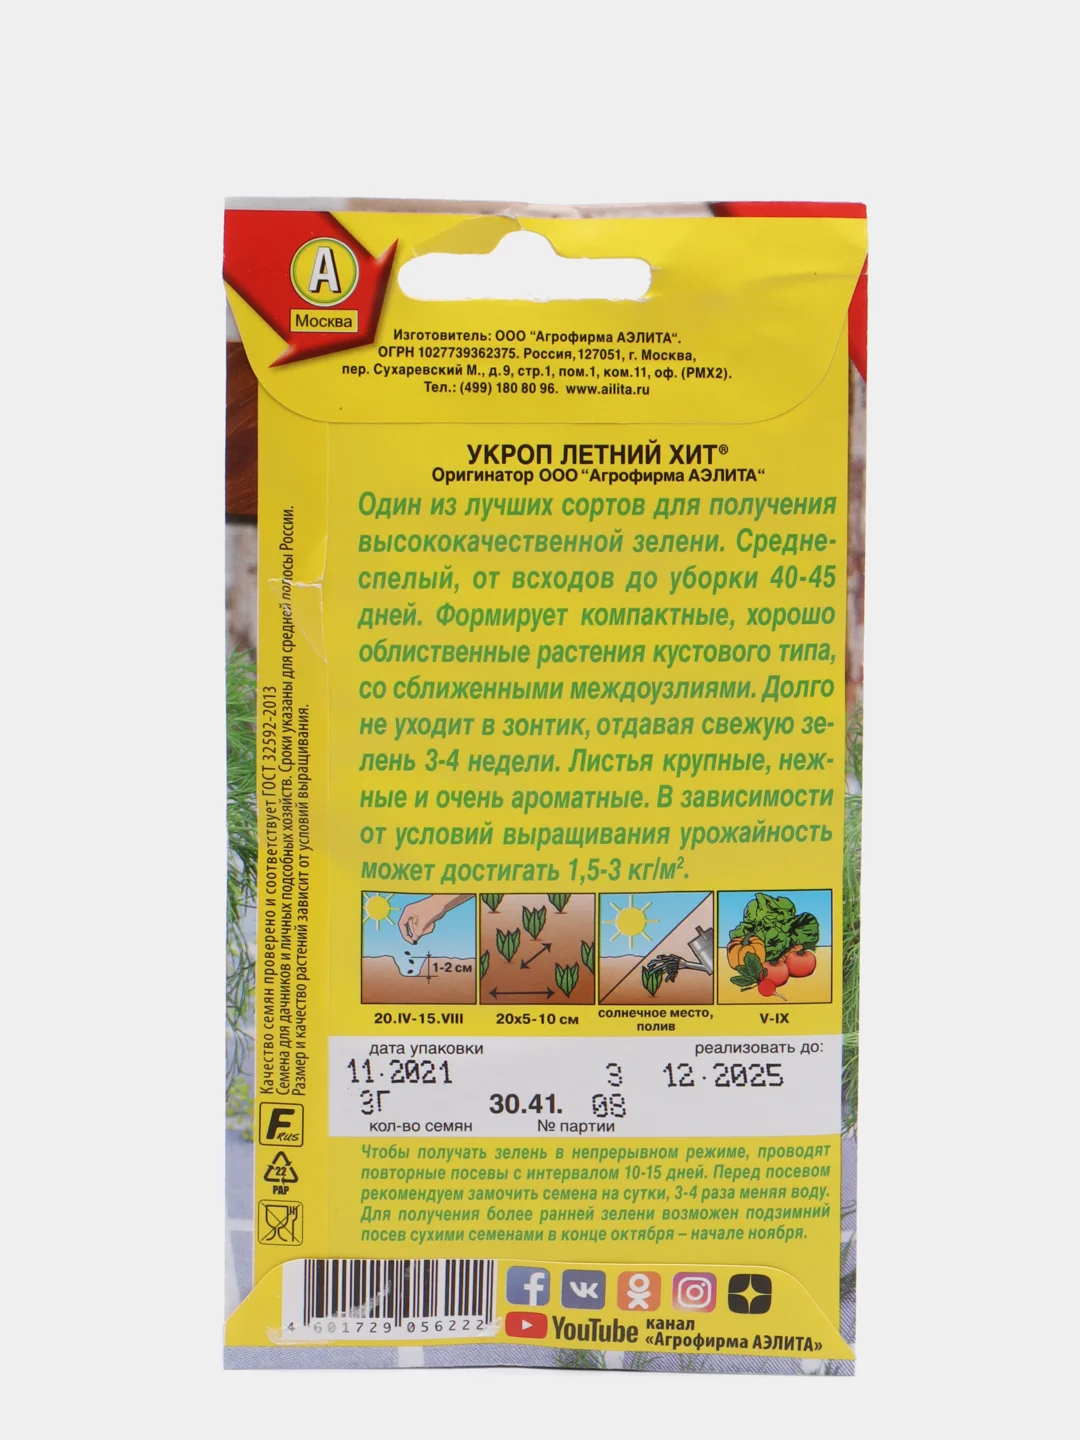 А
Москва
Изготовитель: ООО "Агрофирма АЭЛИТА".
ОГРН 1027739362375. Россия, 127051, г. Москва,
пер. Сухаревский М., д.9, стр.1, пом.1, ком.11, оф. (РМХ2).
Тел.: (499) 180 80 96. www.ailita.ru
УКРОП ЛЕТНИЙ ХИТ®
Оригинатор ООО "Агрофирма АЭЛИТА"
Один из лучших сортов для получения
высококачественной зелени. Средне-
спелый, от всходов до уборки 40-45
дней. Формирует компактные, хорошо
облиственные растения кустового типа,
со сближенными междоузлиями. Долго
не уходит в зонтик, отдавая свежую зе-
лень 3-4 недели. Листья крупные, неж-
ные и очень ароматные. В зависимости
от условий выращивания урожайность
может достигать 1,5-3 кг/м².
1-2 см
20.IV-15.VIII
20x5-10 см
солнечное место,
полив
V-IX
дата упаковки
реализовать до:
11.2021
3
12.2025
3Г
30.41.
08
кол-во семян
№ партии
Чтобы получать зелень в непрерывном режиме, проводят
повторные посевы с интервалом 10-15 дней. Перед посевом
рекомендуем замочить семена на сутки, 3-4 раза меняя воду.
Для получения более ранней зелени возможен подзимний
посев сухими семенами в конце октября – начале ноября.
Качество семян проверено и соответствует ГОСТ 32592-2013
Семена для дачников и личных подсобных хозяйств. Сроки указаны для средней полосы России.
Размер и качество растений зависит от условий выращивания.
F RUS
22
PAP
4 601729 056222
YouTube
канал
«Агрофирма АЭЛИТА»